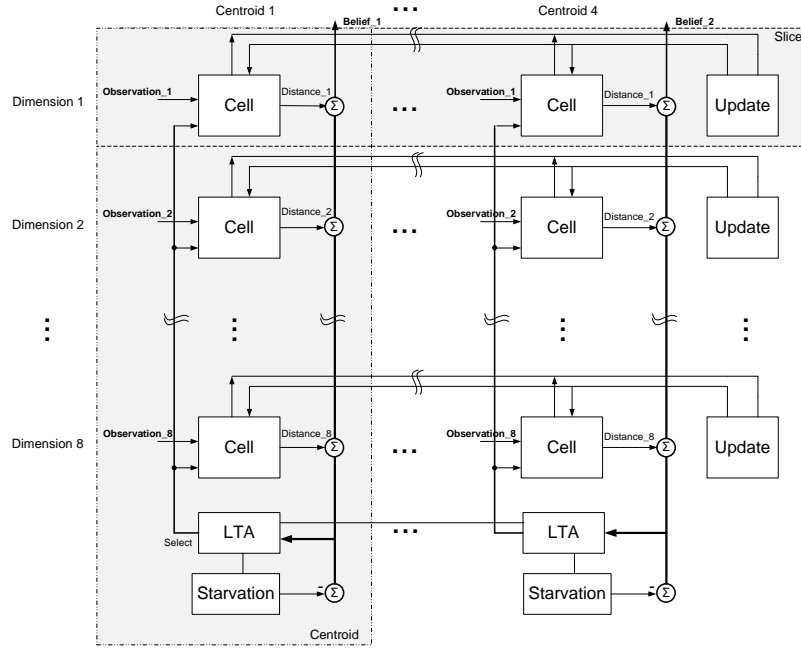 Centroid 1
...
Centroid 4
Belief_1
Belief_2
Slice
Dimension 1
Observation_1
Cell
Distance_1
Σ
...
Observation_1
Cell
Distance_1
Σ
Update
Dimension 2
Observation_2
Cell
Distance_2
Σ
...
Observation_2
Cell
Distance_2
Σ
Update
Dimension 8
Observation_8
Cell
Distance_8
Σ
...
Observation_8
Cell
Distance_8
Σ
Update
Select
LTA
...
LTA
Starvation
-
Σ
Starvation
-
Σ
Centroid